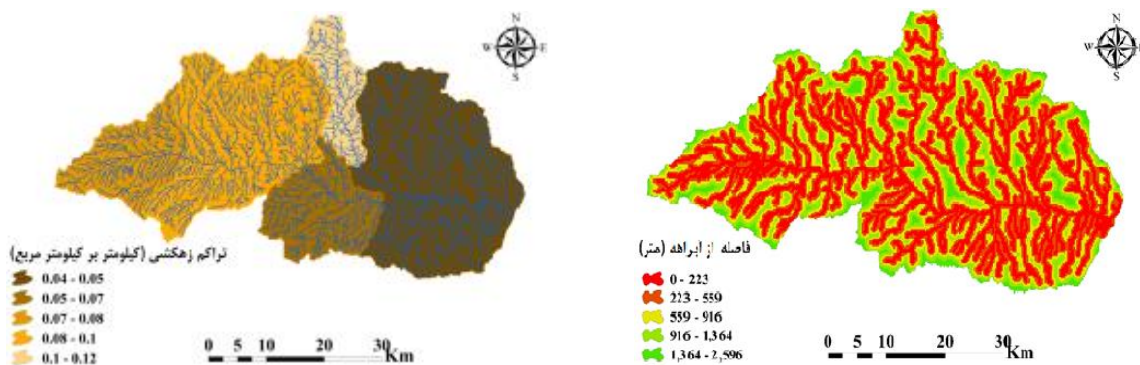 N
W E
S
تراکم زهکشی (کیلومتر بر کیلومتر مربع)
0.04 - 0.05
0.05 - 0.07
0.07 - 0.08
0.08 - 0.1
0.1 - 0.12
0 5 10 20 30
Km
N
W E
S
فاصله از ابراهه (متر)
0 - 223
223 - 559
559 - 916
916 - 1,364
1,364 - 2,596
0 5 10 20 30
Km